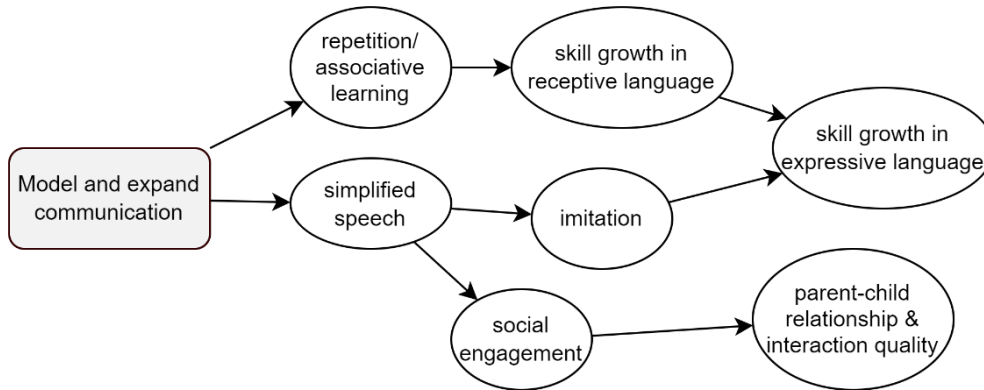 repetition/
associative
learning
skill growth in
receptive language
skill growth in
expressive language
Model and expand
communication
simplified
speech
imitation
social
engagement
parent-child
relationship &
interaction quality